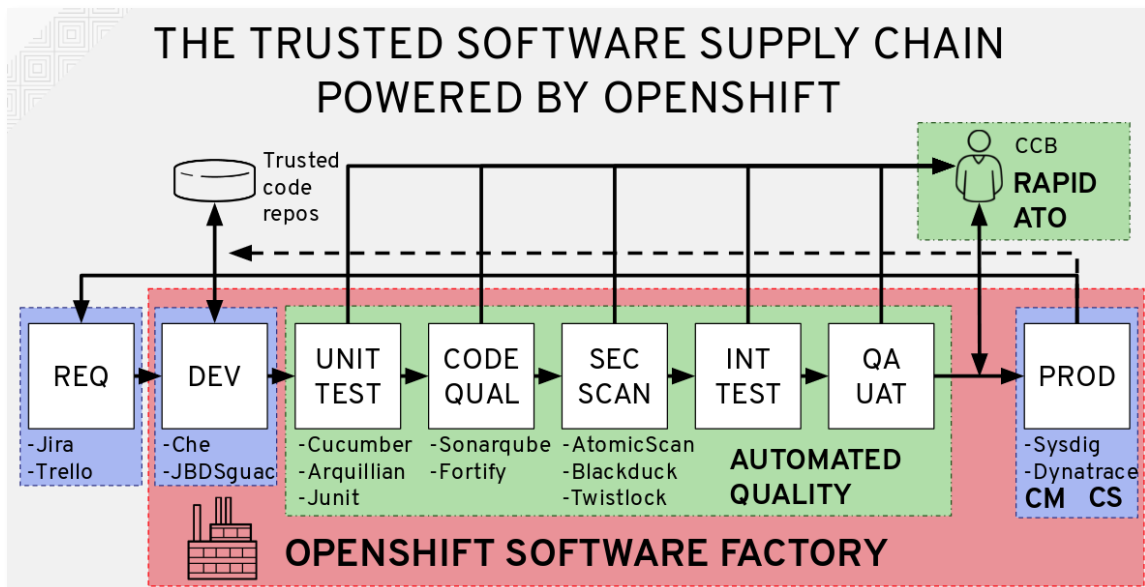 THE TRUSTED SOFTWARE SUPPLY CHAIN
POWERED BY OPENSHIFT
Trusted
code
repos
CCB
RAPID
ATO
REQ
DEV
UNIT
TEST
CODE
QUAL
SEC
SCAN
INT
TEST
QA
UAT
PROD
-Jira
-Trello
-Che
-JBDSguac
-Cucumber
-Arquillian
-Junit
-Sonarqube
-Fortify
-AtomicScan
-Blackduck
-Twistlock
AUTOMATED
QUALITY
-Sysdig
-Dynatrace
CM CS
OPENSHIFT SOFTWARE FACTORY